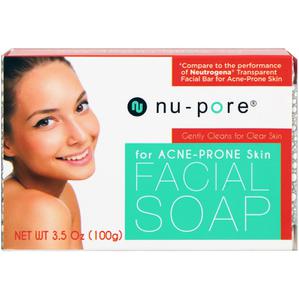 *Compare to the performance
of Neutrogena® Transparent
Facial Bar for Acne-Prone Skin
nu-pore®
Gently Cleans for Clear Skin
for ACNE-PRONE Skin
FACIAL
SOAP
NET WT 3.5 Oz (100g)